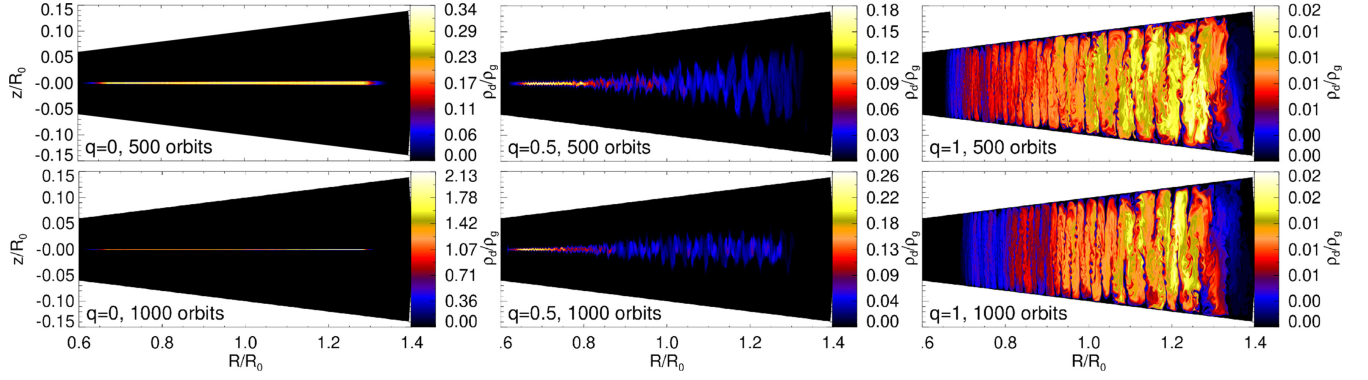 0.15
0.10
0.05
-0.00
-0.05
-0.10
-0.15
z/R0
q=0, 500 orbits
0.34
0.29
0.23
0.17
0.11
0.06
0.00
ρd/ρg
q=0.5, 500 orbits
0.18
0.15
0.12
0.09
0.06
0.03
0.00
ρd/ρg
q=1, 500 orbits
0.02
0.01
0.01
0.01
0.01
0.00
0.00
ρd/ρg
0.15
0.10
0.05
-0.00
-0.05
-0.10
-0.15
z/R0
q=0, 1000 orbits
2.13
1.78
1.42
1.07
0.71
0.36
0.00
ρd/ρg
q=0.5, 1000 orbits
0.26
0.22
0.17
0.13
0.09
0.04
0.00
ρd/ρg
q=1, 1000 orbits
0.02
0.02
0.01
0.01
0.01
0.00
0.00
ρd/ρg
0.6 0.8 1.0 1.2 1.4
R/R0
0.6 0.8 1.0 1.2 1.4
R/R0
0.6 0.8 1.0 1.2 1.4
R/R0